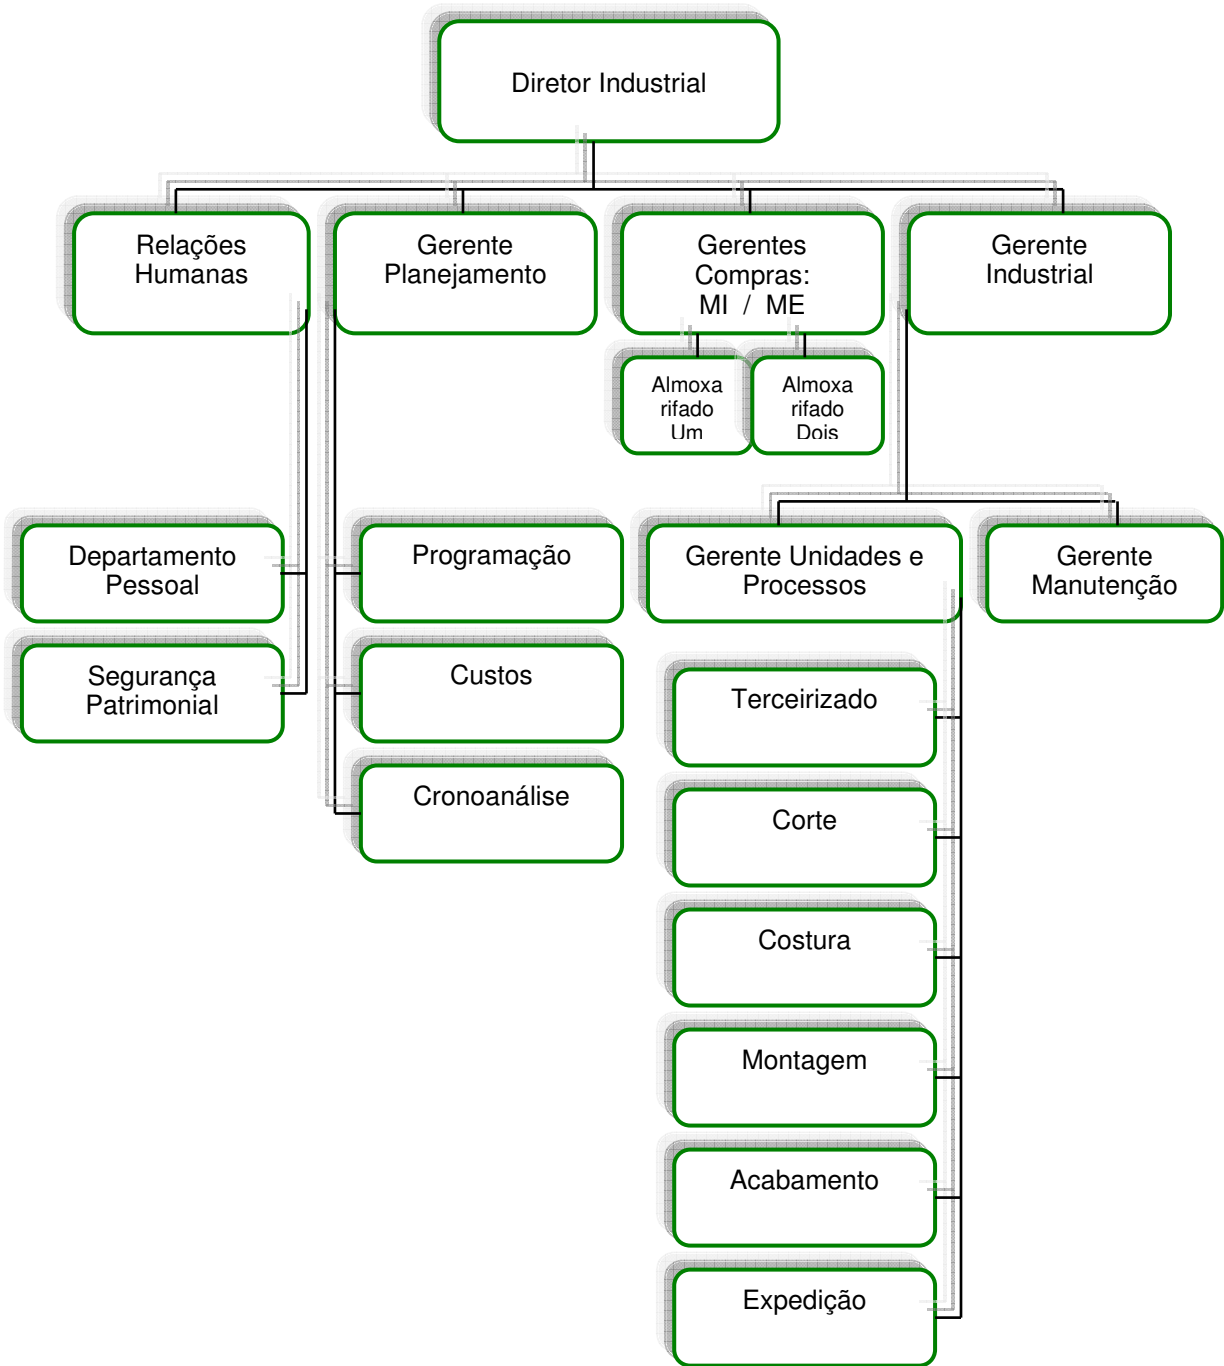 Diretor Industrial
Relações
Humanas
Gerente
Planejamento
Gerentes
Compras:
MI / ME
Gerente
Industrial
Almoxa
rifado
Um
Almoxa
rifado
Dois
Departamento
Pessoal
Programação
Gerente Unidades e
Processos
Gerente
Manutenção
Segurança
Patrimonial
Custos
Terceirizado
Cronoanálise
Corte
Costura
Montagem
Acabamento
Expedição